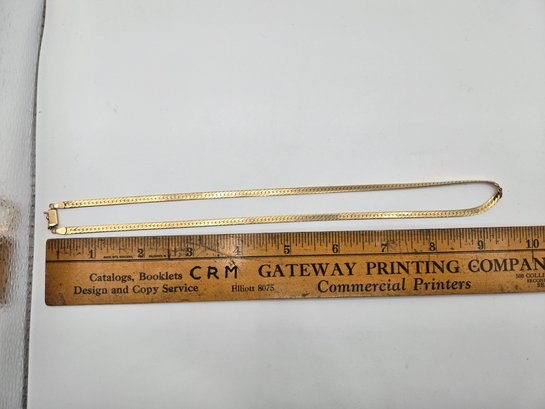 1 2 3 4 5 6 7 8 9 10
Catalogs, Booklets CRM GATEWAY PRINTING COMPAN
Design and Copy Service Elliott 8075 Commercial Printers